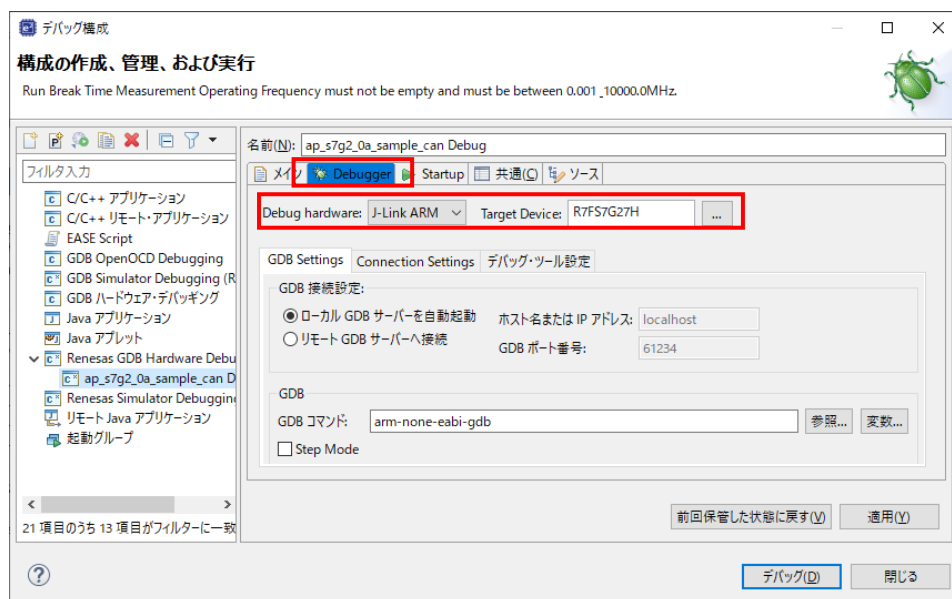 デバッグ構成
構成の作成、管理、および実行
Run Break Time Measurement Operating Frequency must not be empty and must be between 0.001_10000.0MHz.
フィルタ入力
C/C++ アプリケーション
C/C++ リモート・アプリケーション
EASE Script
GDB OpenOCD Debugging
GDB Simulator Debugging (R
GDB ハードウェア・デバッギング
Java アプリケーション
Java アプレット
Renesas GDB Hardware Debu
ap_s7g2_0a_sample_can D
Renesas Simulator Debugging
リモート Java アプリケーション
起動グループ
21 項目のうち 13 項目がフィルターに一致
名前(N): ap_s7g2_0a_sample_can Debug
メイン Debugger Startup 共通(C) ソース
Debug hardware: J-Link ARM Target Device: R7FS7G27H ...
GDB Settings Connection Settings デバッグ・ツール設定
GDB 接続設定:
ローカル GDB サーバーを自動起動 ホスト名または IP アドレス: localhost
リモート GDB サーバーへ接続 GDB ポート番号: 61234
GDB
GDB コマンド: arm-none-eabi-gdb 参照... 変数...
Step Mode
前回保管した状態に戻す(V) 適用(Y)
デバッグ(D) 閉じる